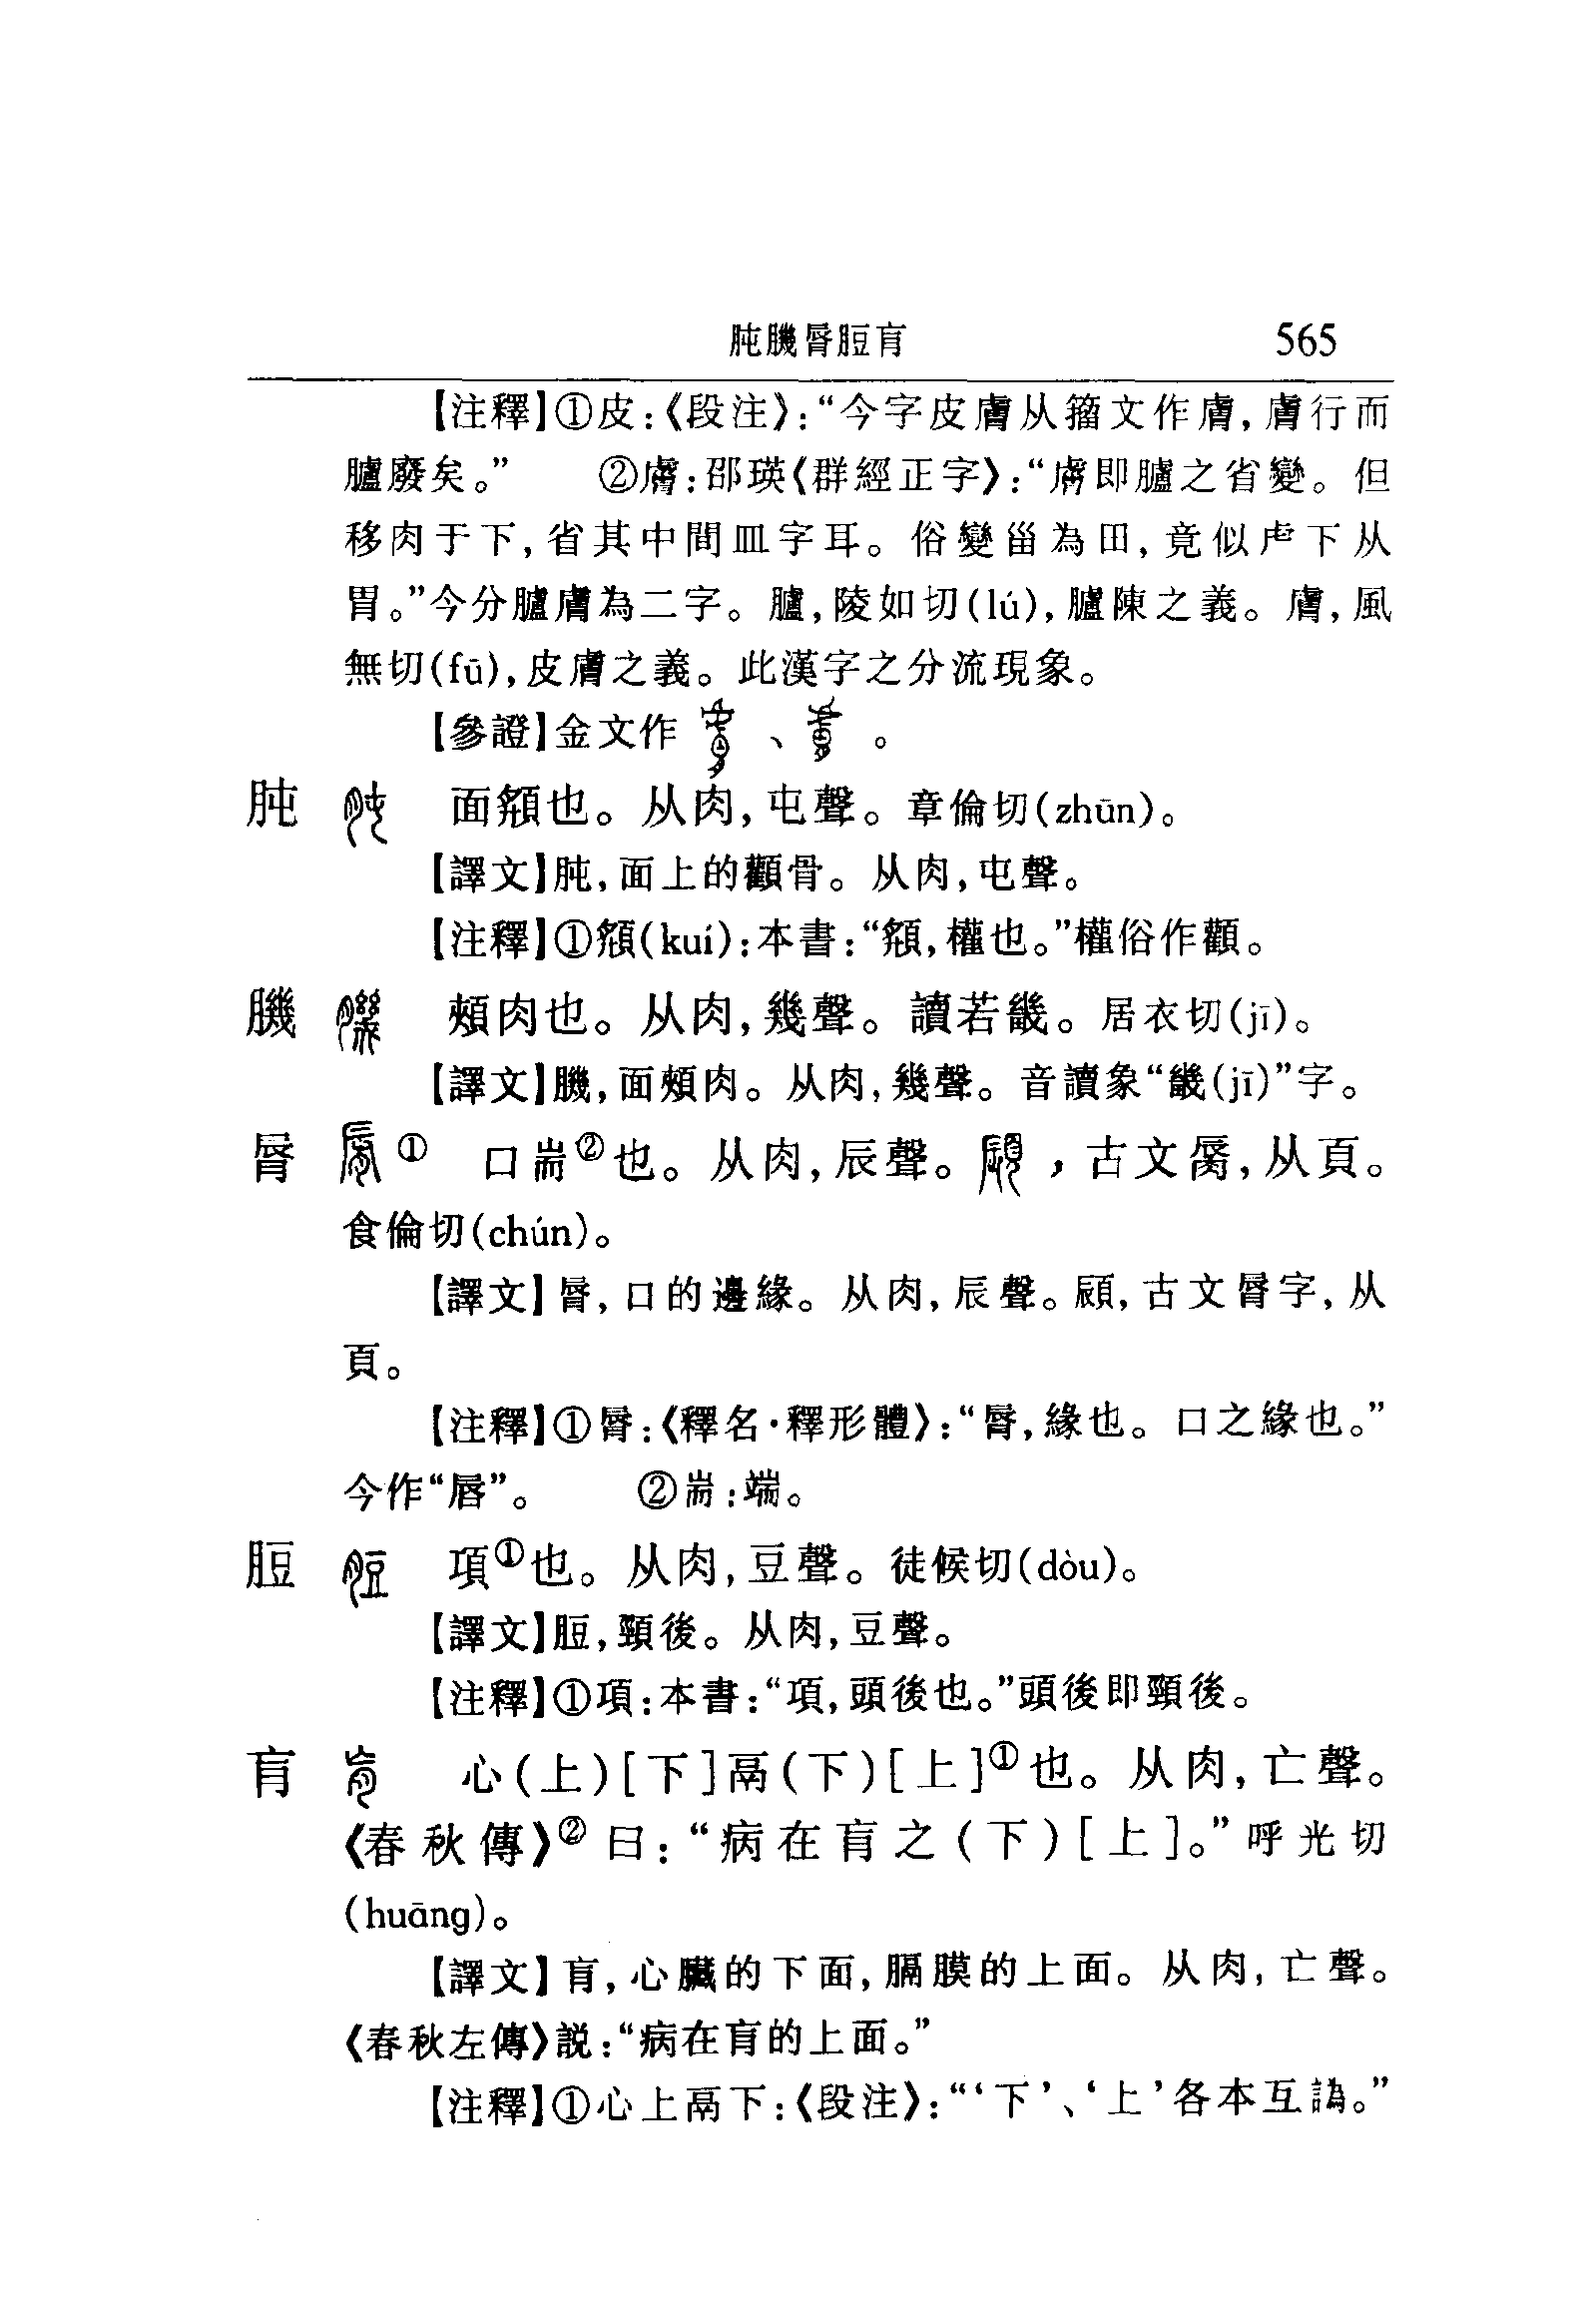 肫膌脣脰肓 565
【注釋】①皮：《段注》：“今字皮膚从籀文作膚，膚行而
臚廢矣。” ②膚：邵瑛《群經正字》：“膚即臚之省變。但
移肉于下，省其中間皿字耳。俗變甾為田，竟似虍下从
胃。”今分臚膚為二字。臚，陵如切(lú)，臚陳之義。膚，風
無切(fū)，皮膚之義。此漢字之分流現象。
【參證】金文作 、 。
肫 面頯也。从肉，屯聲。章倫切(zhūn)。
【譯文】肫，面上的顴骨。从肉，屯聲。
【注釋】①頯(kuí)：本書：“頯，權也。”權俗作顴。
䐚 頰肉也。从肉，幾聲。讀若畿。居衣切(jī)。
【譯文】䐚，面頰肉。从肉，幾聲。音讀象“畿(jī)”字。
脣 ① 口耑②也。从肉，辰聲。 ，古文脣，从頁。
食倫切(chún)。
【譯文】脣，口的邊緣。从肉，辰聲。顅，古文脣字，从
頁。
【注釋】①脣：《釋名·釋形體》：“脣，緣也。口之緣也。”
今作“唇”。 ②耑：端。
脰 項①也。从肉，豆聲。徒候切(dòu)。
【譯文】脰，頸後。从肉，豆聲。
【注釋】①項：本書：“項，頭後也。”頭後即頸後。
肓 心(上)[下]鬲(下)[上]①也。从肉，亡聲。
《春秋傳》②曰：“病在肓之(下)[上]。”呼光切
(huāng)。
【譯文】肓，心臟的下面，膈膜的上面。从肉，亡聲。
《春秋左傳》説：“病在肓的上面。”
【注釋】①心上鬲下：《段注》：“‘下’、‘上’各本互譌。”